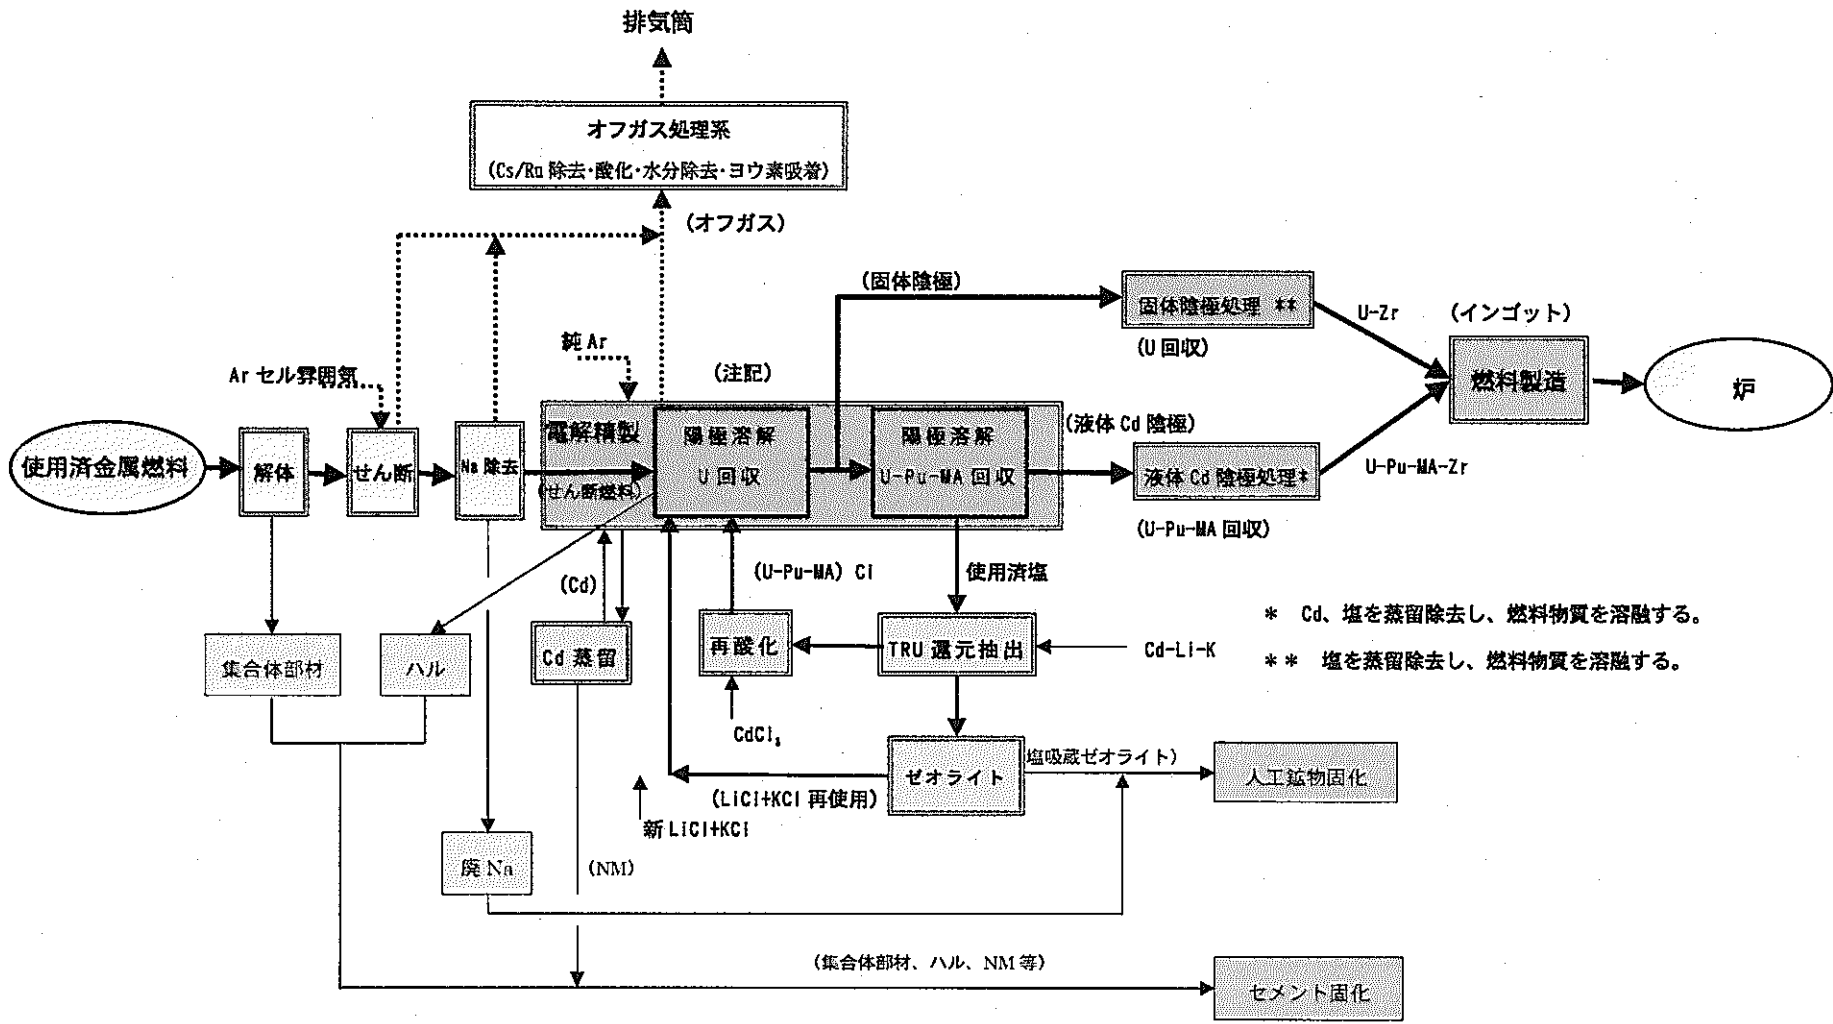 排気筒
オフガス処理系
(Cs/Ru 除去・酸化・水分除去・ヨウ素吸着)
(オフガス)
(固体陰極)
固体陰極処理 **
(U 回収)
U-Zr
(インゴット)
燃料製造
炉
純 Ar
(注記)
Ar セル雰囲気
使用済金属燃料
解体
せん断
Na 除去
電解精製
(せん断燃料)
陽極溶解
U 回収
陽極溶解
U-Pu-MA 回収
(液体 Cd 陰極)
液体 Cd 陰極処理*
(U-Pu-MA 回収)
U-Pu-MA-Zr
(Cd)
(U-Pu-MA) Cl
使用済塩
集合体部材
ハル
Cd 蒸留
再酸化
TRU 還元抽出
Cd-Li-K
* Cd、塩を蒸留除去し、燃料物質を溶融する。
** 塩を蒸留除去し、燃料物質を溶融する。
CdCl₂
ゼオライト
塩吸蔵ゼオライト)
人工鉱物固化
(LiCl+KCl 再使用)
新 LiCl+KCl
廃 Na
(NM)
(集合体部材、ハル、NM 等)
セメント固化